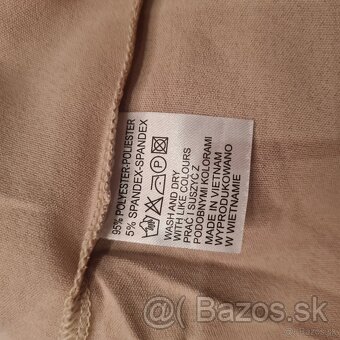 95% POLYESTER-POLIESTER
5% SPANDEX-SPANDEX
WASH AND DRY
WITH LIKE COLOURS
PRAĆ I SUSZYĆ Z
PODOBNYMI KOLORAMI
MADE IN VIETNAM
WYPRODUKOWANO
W WIETNAMIE
Bazos.sk